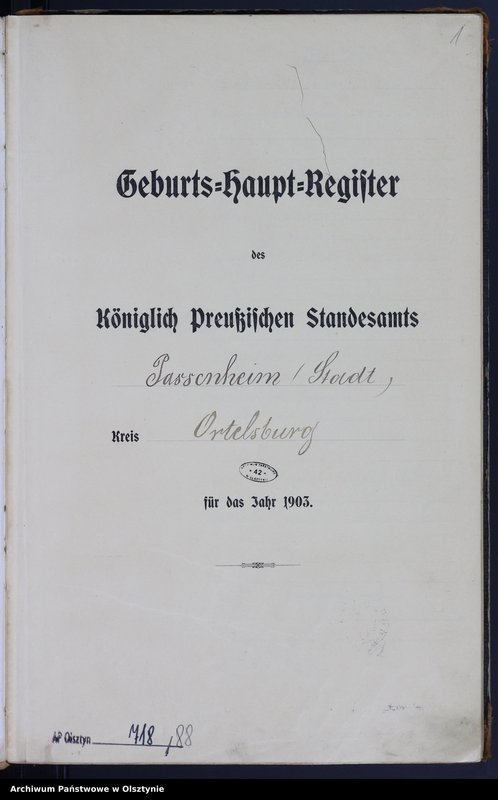 1
Geburts-Haupt-Register
des
Königlich Preußischen Standesamts
Passenheim (Stadt)
Kreis Ortelsburg
42
für das Jahr 1903.
AP Olsztyn 718/88
Archiwum Państwowe w Olsztynie